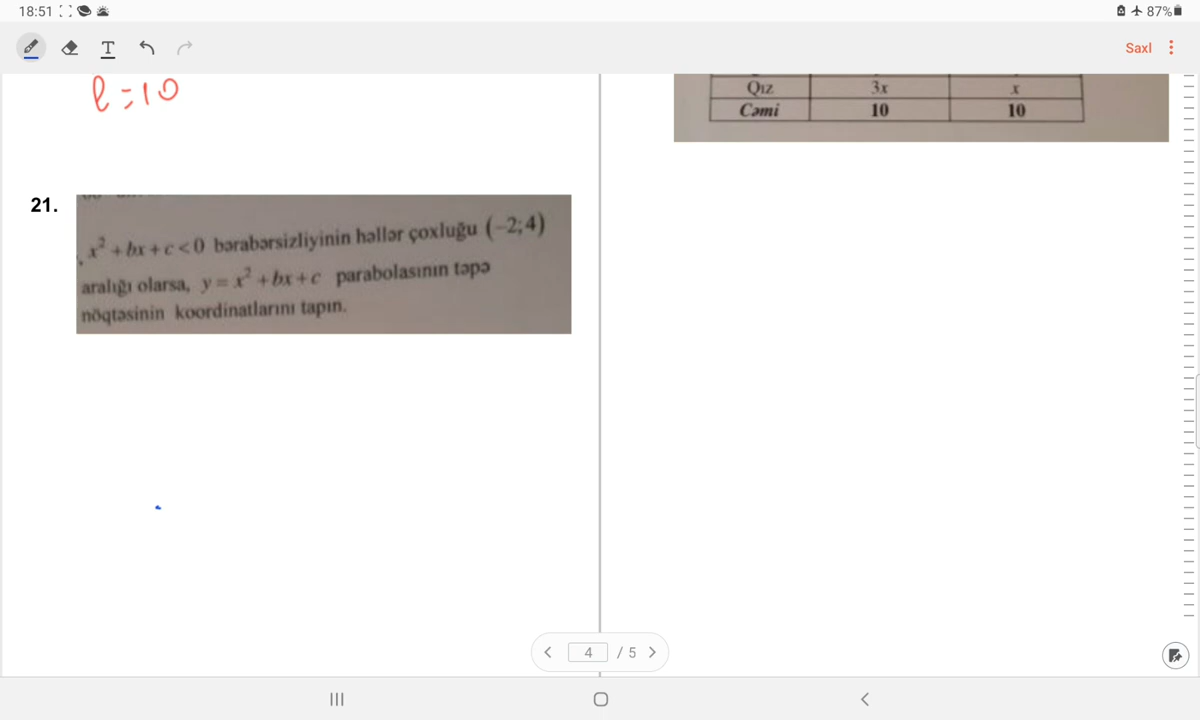 18:51 87%
Saxl
l = 10
Qız 3x x
Cəmi 10 10
21.
x² + bx + c < 0 bərabərsizliyinin həllər çoxluğu (−2;4)
aralığı olarsa, y = x² + bx + c parabolasının təpə
nöqtəsinin koordinatlarını tapın.
4 / 5